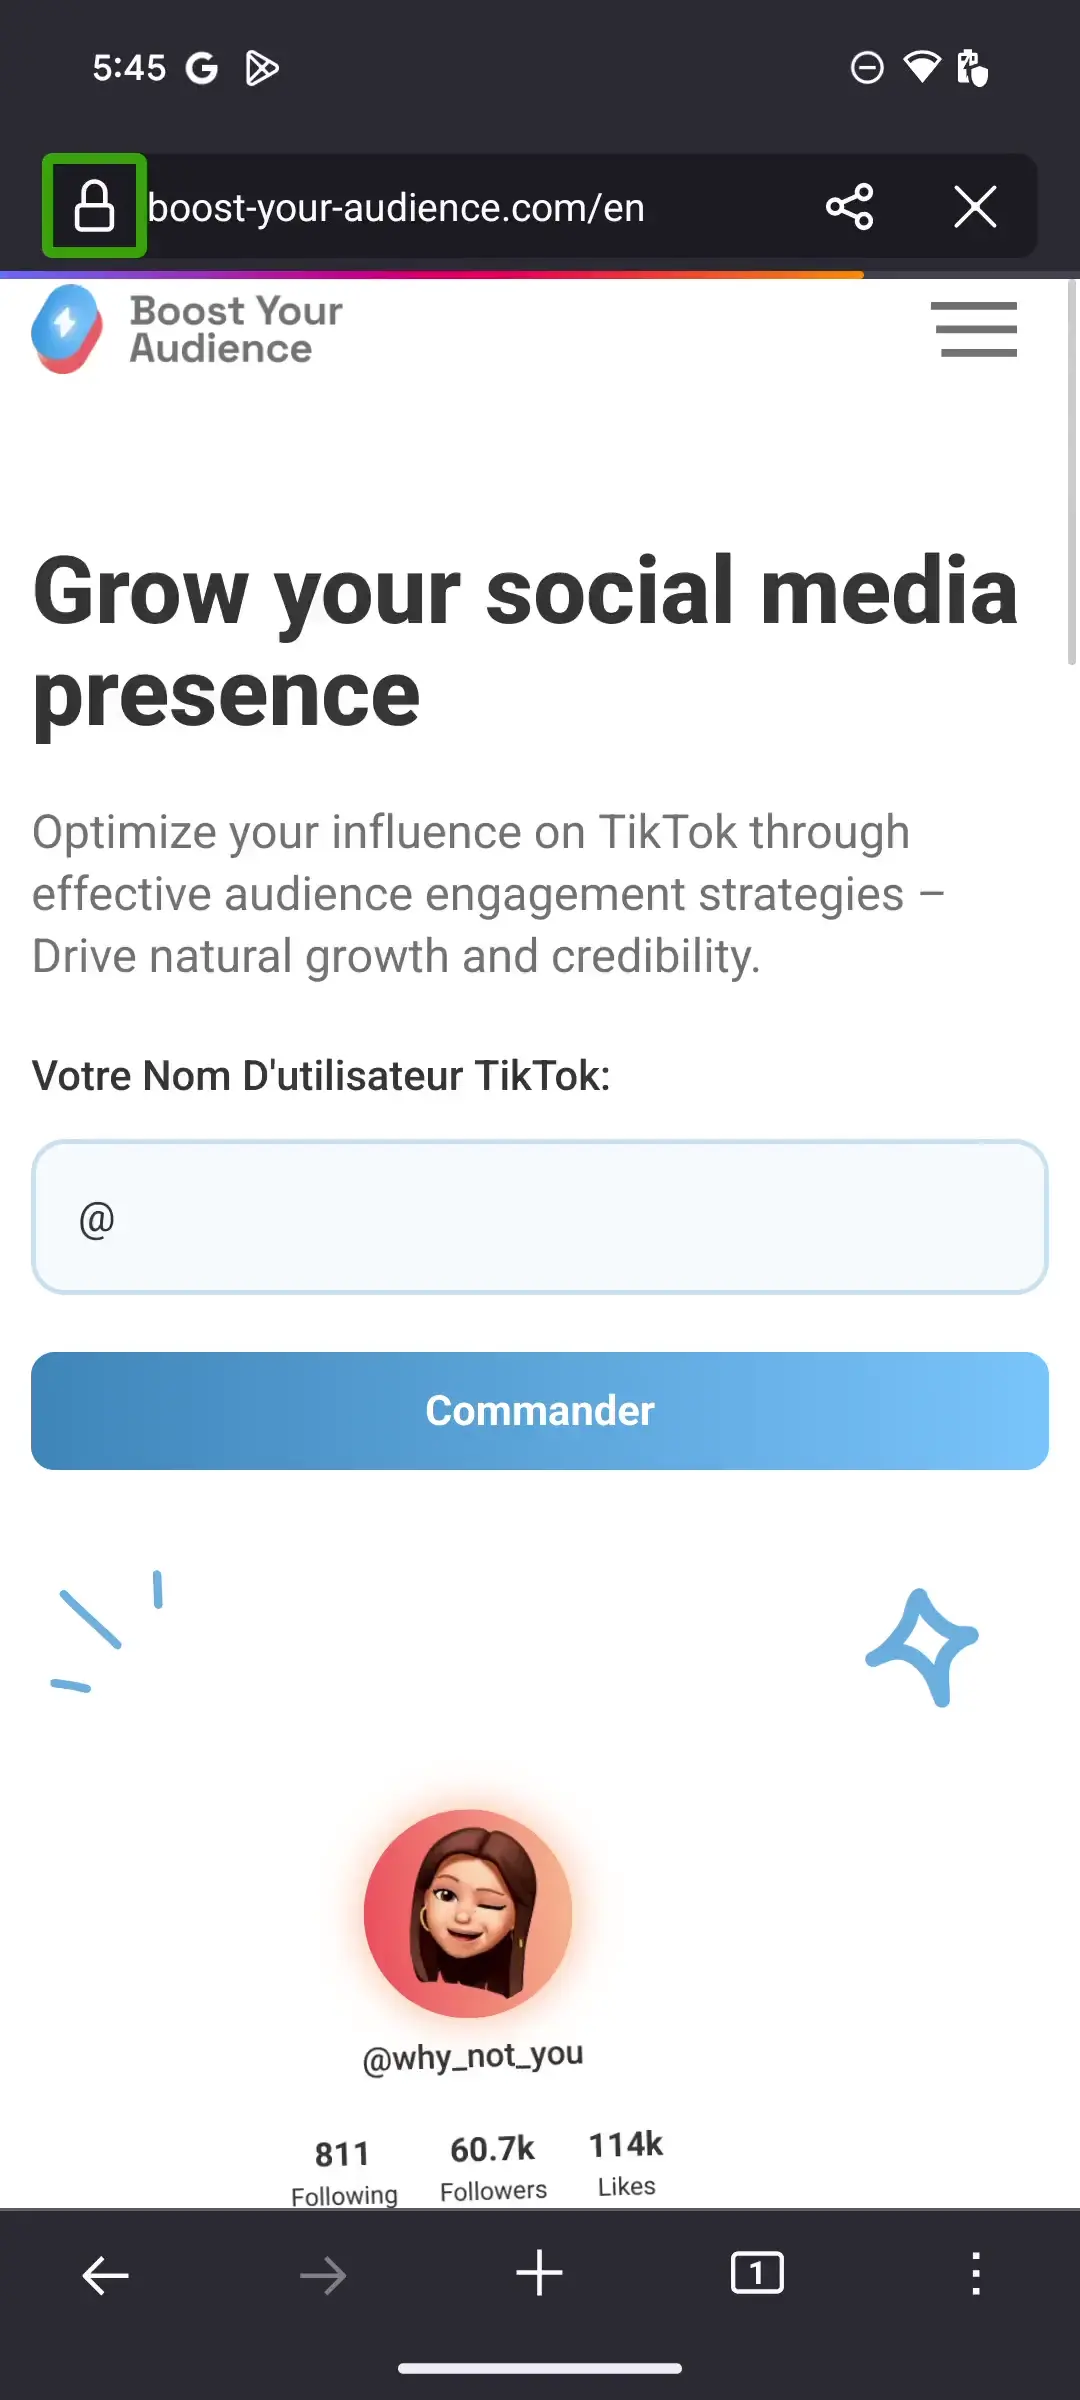 5:45
boost-your-audience.com/en
Boost Your
Audience
Grow your social media
presence
Optimize your influence on TikTok through
effective audience engagement strategies –
Drive natural growth and credibility.
Votre Nom D'utilisateur TikTok:
@
Commander
@why_not_you
811 60.7k 114k
Following Followers Likes
1